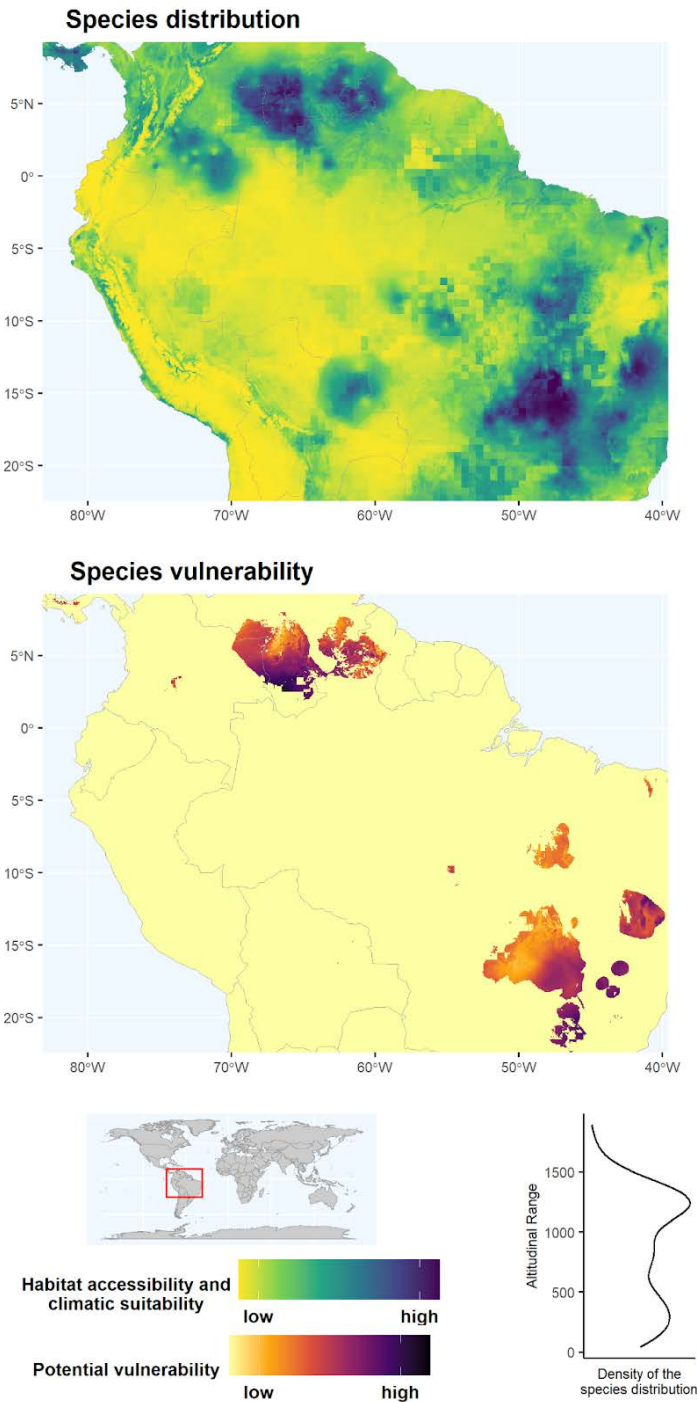 Species distribution
5°N
0°
5°S
10°S
15°S
20°S
80°W
70°W
60°W
50°W
40°W
Species vulnerability
5°N
0°
5°S
10°S
15°S
20°S
80°W
70°W
60°W
50°W
40°W
Habitat accessibility and
climatic suitability
low
high
Potential vulnerability
low
high
Altitudinal Range
1500
1000
500
0
Density of the
species distribution